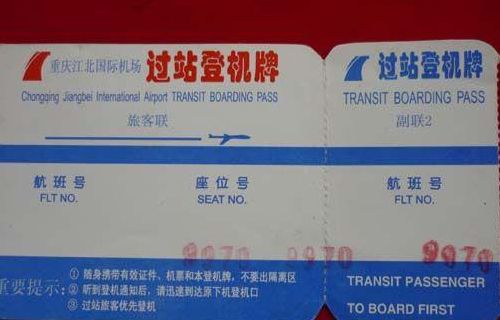 重庆江北国际机场 过站登机牌
Chongqing Jiangbei International Airport TRANSIT BOARDING PASS
旅客联
航班号 座位号
FLT NO. SEAT NO.
9970 9970
重要提示：① 随身携带有效证件、机票和本登机牌，不要出隔离区
② 听到登机通知后，请迅速到达原下机登机口
③ 过站旅客优先登机
过站登机牌
TRANSIT BOARDING PASS
副联2
航班号
FLT NO.
9970
TRANSIT PASSENGER
TO BOARD FIRST